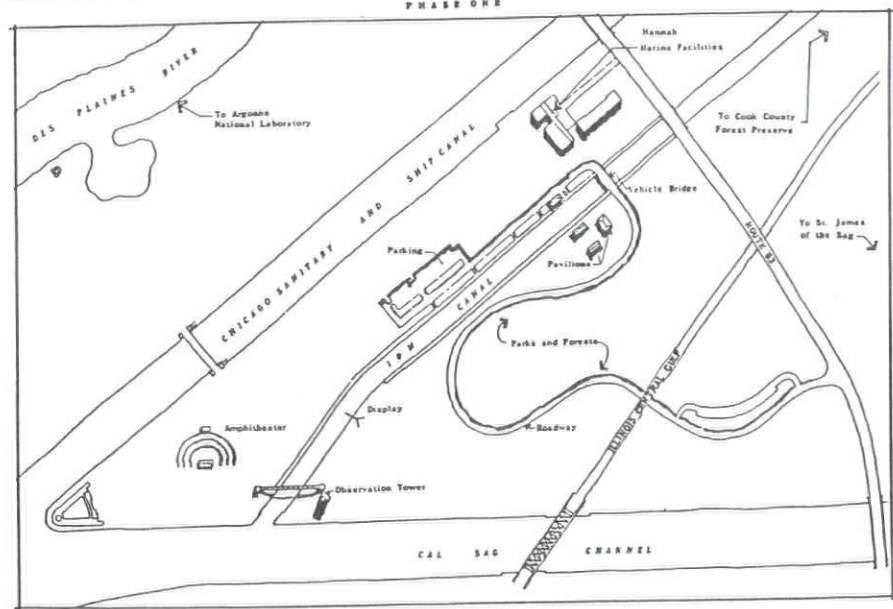 PHASE ONE
Hannah
Marine Facilities
DES PLAINES RIVER
To Argonne
National Laboratory
To Cook County
Forest Preserve
CHICAGO SANITARY AND SHIP CANAL
Vehicle Bridge
To St. James
of the Sag
ROUTE 83
Parking
Pavilions
I&M CANAL
Parks and Forests
ILLINOIS CENTRAL GULF
Display
Roadway
Amphitheater
Observation Tower
CAL SAG CHANNEL